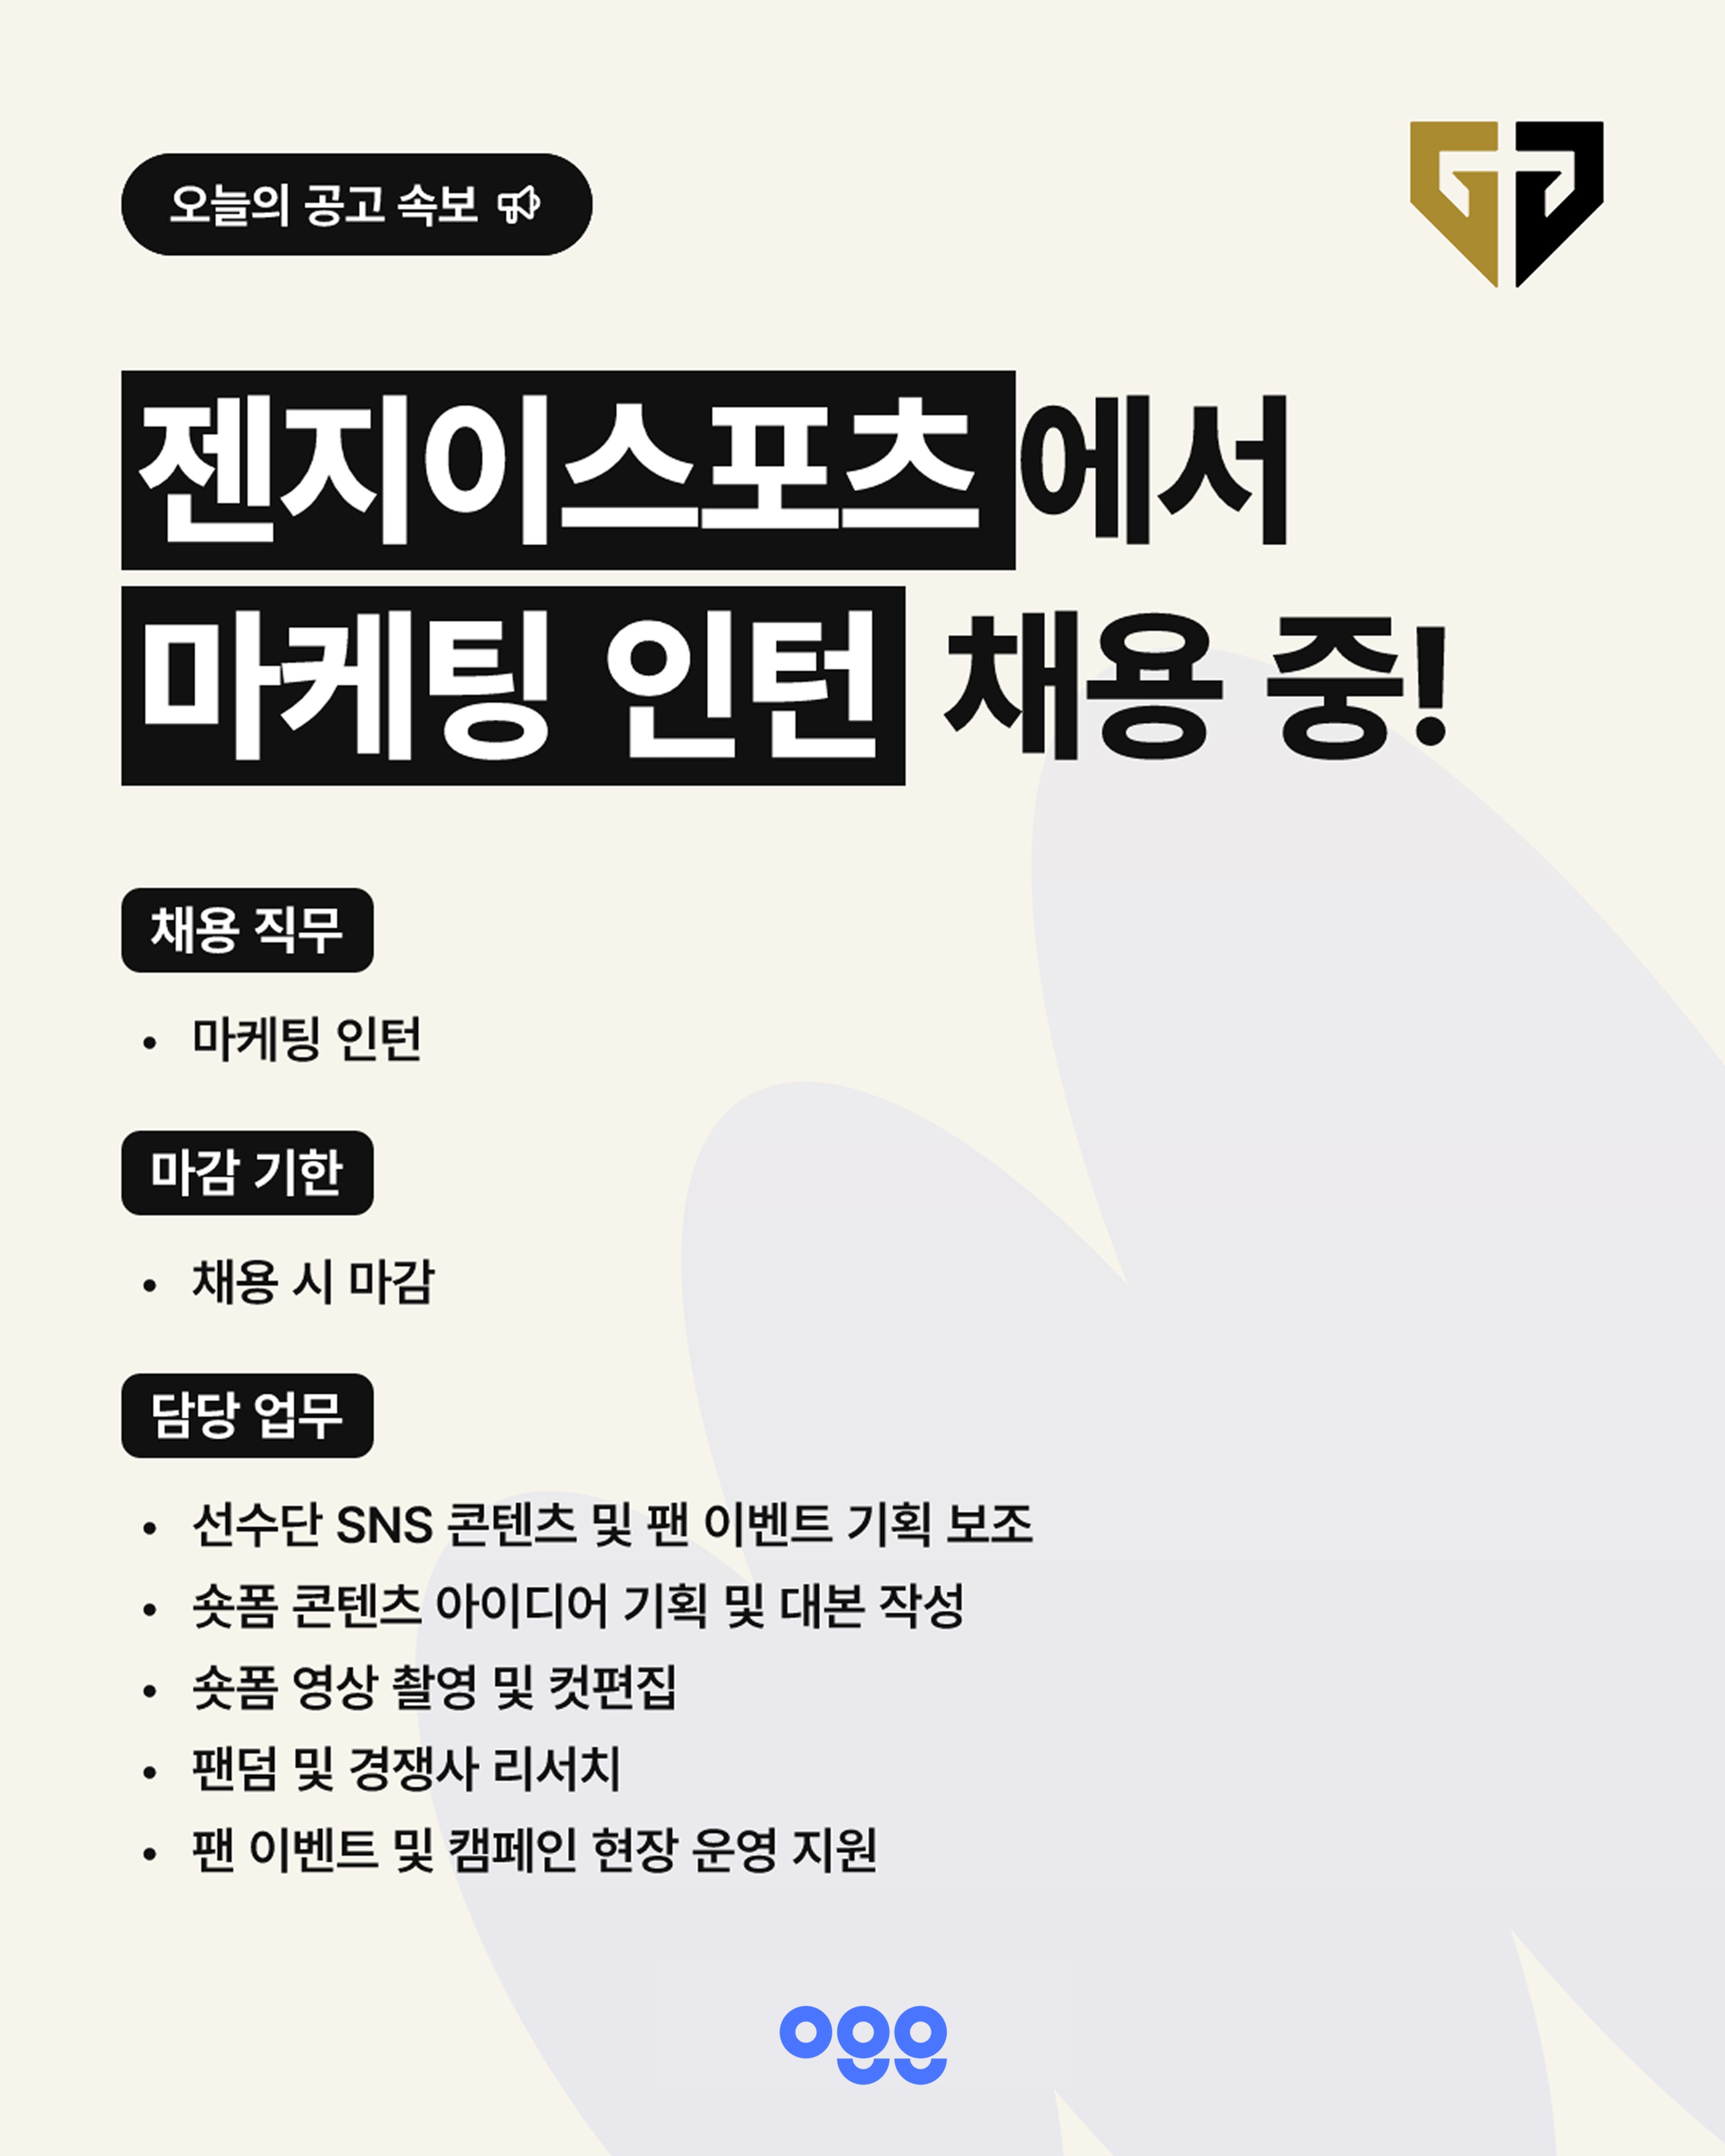 오늘의 공고 속보
젠지이스포츠 에서
마케팅 인턴 채용 중!
채용 직무
• 마케팅 인턴
마감 기한
• 채용 시 마감
담당 업무
• 선수단 SNS 콘텐츠 및 팬 이벤트 기획 보조
• 숏폼 콘텐츠 아이디어 기획 및 대본 작성
• 숏폼 영상 촬영 및 컷편집
• 팬덤 및 경쟁사 리서치
• 팬 이벤트 및 캠페인 현장 운영 지원
ogg